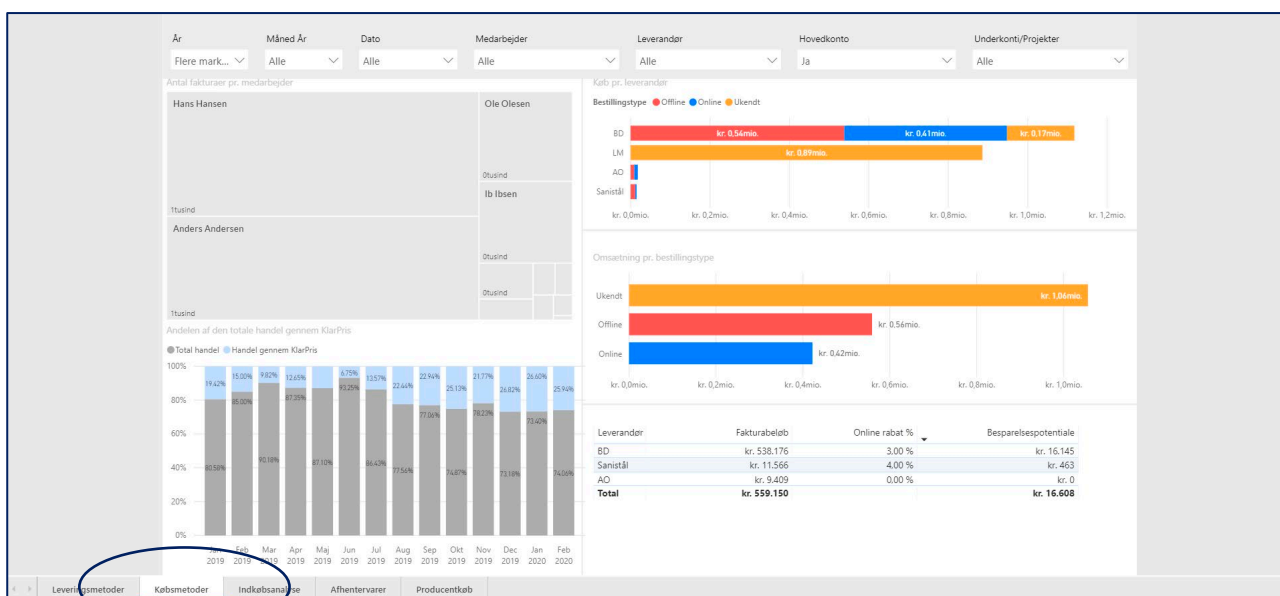 År Måned År Dato Medarbejder Leverandør Hovedkonto Underkonti/Projekter
Flere mark... Alle Alle Alle Alle Ja Alle
Antal fakturaer pr. medarbejder
Hans Hansen
1tusind
Anders Andersen
1tusind
Ole Olesen
0tusind
Ib Ibsen
0tusind
0tusind
Køb pr. leverandør
Bestillingstype Offline Online Ukendt
BD kr. 0,54mio. kr. 0,41mio. kr. 0,17mio.
LM kr. 0,89mio.
AO
Sanistål
kr. 0,0mio. kr. 0,2mio. kr. 0,4mio. kr. 0,6mio. kr. 0,8mio. kr. 1,0mio. kr. 1,2mio.
Omsætning pr. bestillingstype
Ukendt kr. 1,06mio.
Offline kr. 0,56mio.
Online kr. 0,42mio.
kr. 0,0mio. kr. 0,2mio. kr. 0,4mio. kr. 0,6mio. kr. 0,8mio. kr. 1,0mio.
Andelen af den totale handel gennem KlarPris
Total handel Handel gennem KlarPris
100%
80%
60%
40%
20%
0%
19.42% 15.00% 9.82% 12.65% 6.75% 13.57% 22.44% 22.94% 25.13% 21.77% 26.82% 26.60% 25.94%
80.58% 85.00% 90.18% 87.35% 87.10% 93.25% 86.43% 77.56% 77.06% 74.87% 78.23% 73.18% 73.40% 74.06%
Jan Feb Mar Apr Maj Jun Jul Aug Sep Okt Nov Dec Jan Feb
2019 2019 2019 2019 2019 2019 2019 2019 2019 2019 2019 2019 2020 2020
Leverandør Fakturabeløb Online rabat % Besparelsespotentiale
BD kr. 538.176 3,00 % kr. 16.145
Sanistål kr. 11.566 4,00 % kr. 463
AO kr. 9.409 0,00 % kr. 0
Total kr. 559.150 kr. 16.608
Leveringsmetoder Købsmetoder Indkøbsanalyse Afhentervarer Producentkøb